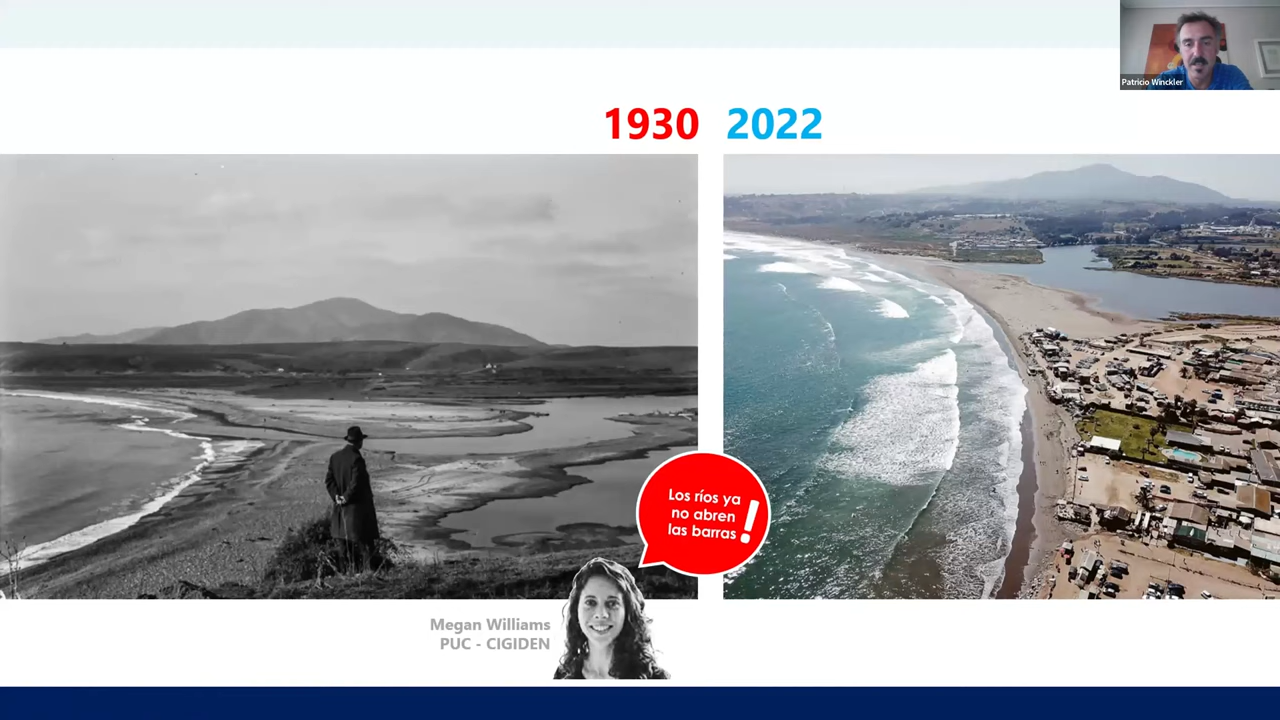 Patricio Winckler
1930 2022
Los ríos ya
no abren
las barras!
Megan Williams
PUC - CIGIDEN